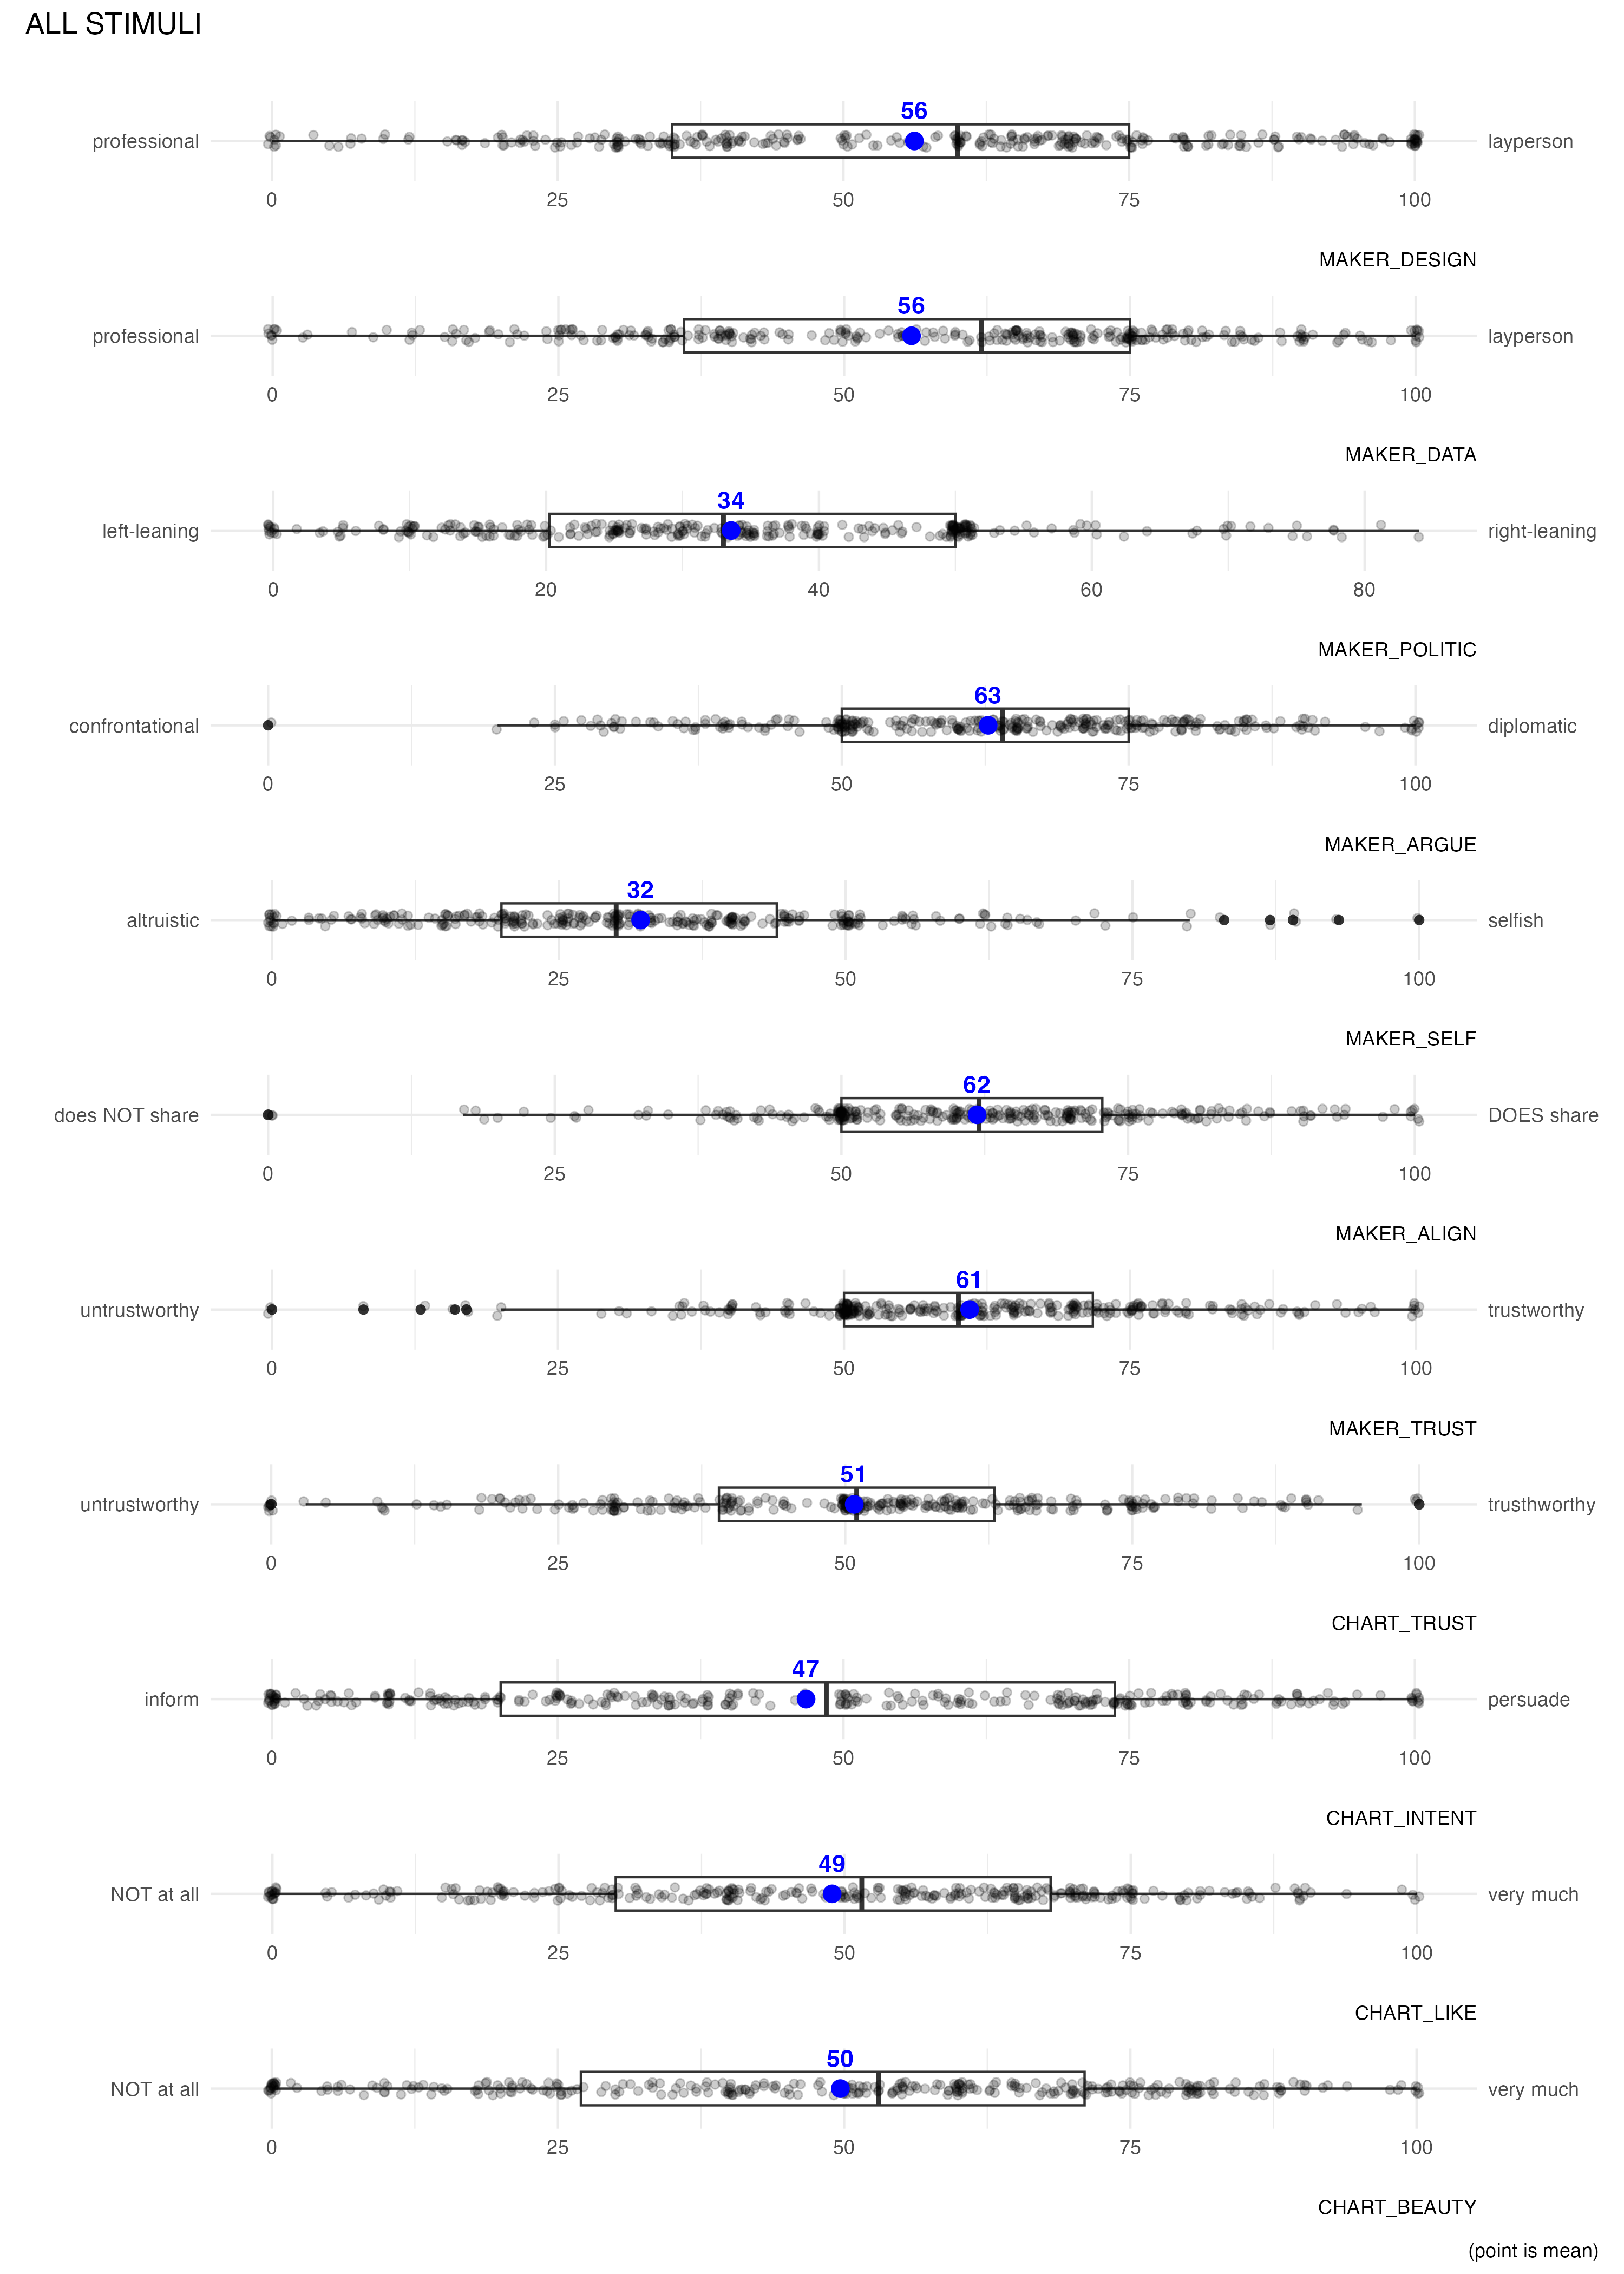 ALL STIMULI
56
professional layperson
0 25 50 75 100
MAKER_DESIGN
56
professional layperson
0 25 50 75 100
MAKER_DATA
34
left-leaning right-leaning
0 20 40 60 80
MAKER_POLITIC
63
confrontational diplomatic
0 25 50 75 100
MAKER_ARGUE
32
altruistic selfish
0 25 50 75 100
MAKER_SELF
62
does NOT share DOES share
0 25 50 75 100
MAKER_ALIGN
61
untrustworthy trustworthy
0 25 50 75 100
MAKER_TRUST
51
untrustworthy trusthworthy
0 25 50 75 100
CHART_TRUST
47
inform persuade
0 25 50 75 100
CHART_INTENT
49
NOT at all very much
0 25 50 75 100
CHART_LIKE
50
NOT at all very much
0 25 50 75 100
CHART_BEAUTY
(point is mean)